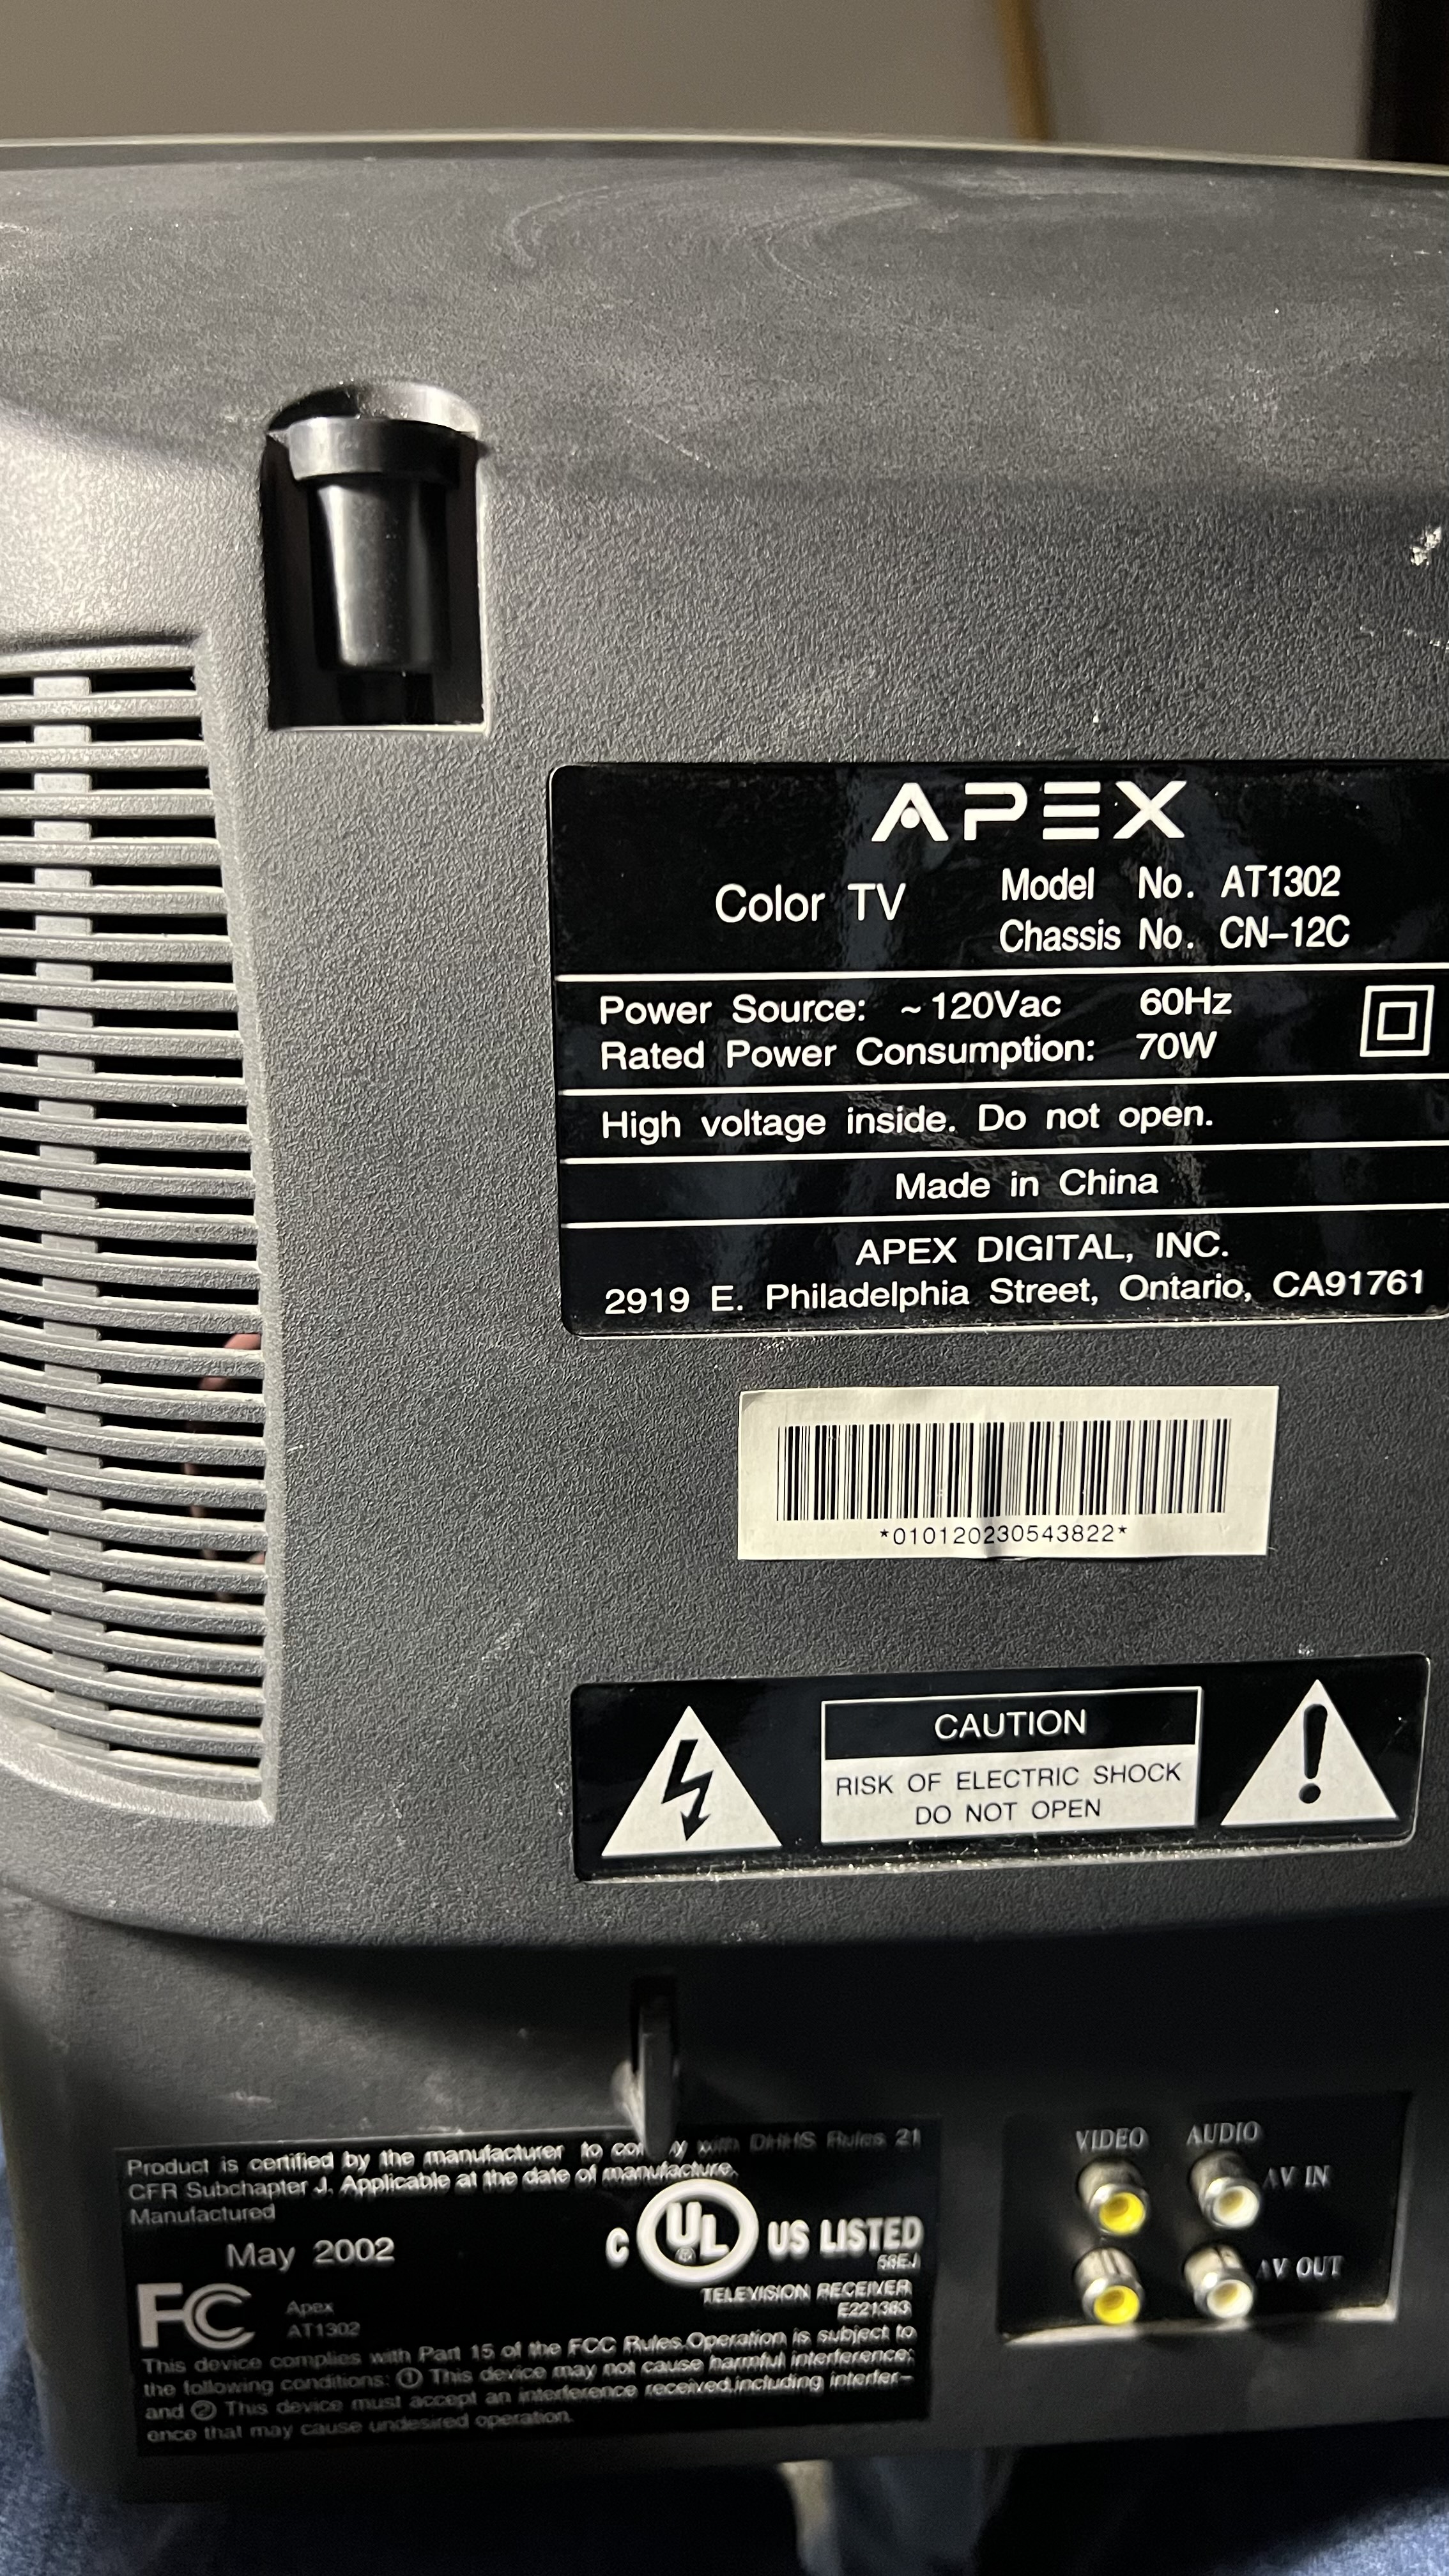 APEX
Color TV
Model No. AT1302
Chassis No. CN-12C
Power Source: ~120Vac 60Hz
Rated Power Consumption: 70W
High voltage inside. Do not open.
Made in China
APEX DIGITAL, INC.
2919 E. Philadelphia Street, Ontario, CA91761
*010120230543822*
CAUTION
RISK OF ELECTRIC SHOCK
DO NOT OPEN
Product is certified by the manufacturer to with DHHS Rules 21
CFR Subchapter J. Applicable at the date of manufacture.
Manufactured
May 2002
C UL US LISTED
58EJ
TELEVISION RECEIVER
E221383
FC Apex
AT1302
This device complies with Part 15 of the FCC Rules.Operation is subject to
the following conditions: ① This device may not cause harmful interference;
and ② This device must accept an interference received,including interfer-
ence that may cause undesired operation.
VIDEO AUDIO
AV IN
AV OUT